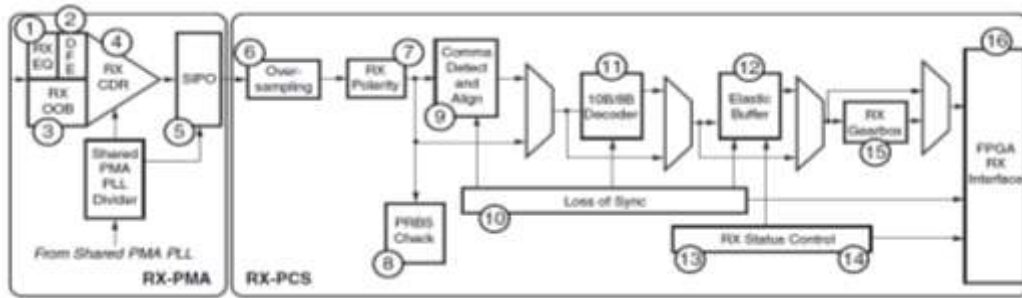 1
2
RX
EQ
D
F
E
4
RX
CDR
RX
OOB
3
SIPO
5
Shared
PMA
PLL
Divider
From Shared PMA PLL
RX-PMA
6
Over-
sampling
7
RX
Polarity
Comma
Detect
and
Align
9
11
10B/8B
Decoder
12
Elastic
Buffer
RX
Gearbox
15
16
FPGA
RX
Interface
Loss of Sync
10
PRBS
Check
8
RX Status Control
13
14
RX-PCS